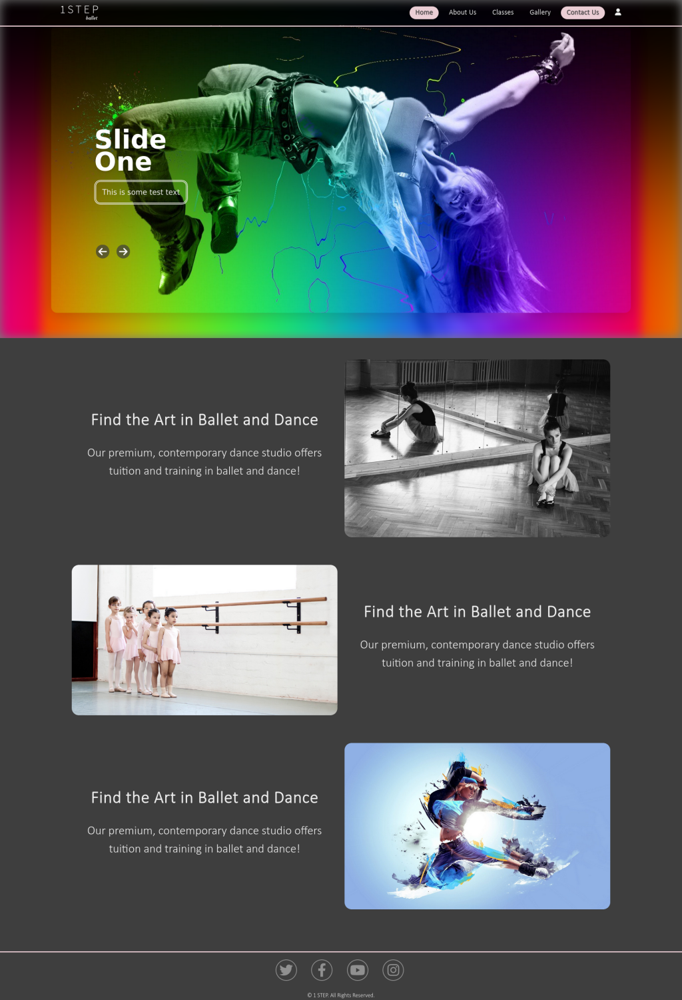 1STEP
ballet
Home About Us Classes Gallery Contact Us
Slide
One
This is some test text
Find the Art in Ballet and Dance
Our premium, contemporary dance studio offers
tuition and training in ballet and dance!
Find the Art in Ballet and Dance
Our premium, contemporary dance studio offers
tuition and training in ballet and dance!
Find the Art in Ballet and Dance
Our premium, contemporary dance studio offers
tuition and training in ballet and dance!
© 1 STEP. All Rights Reserved.